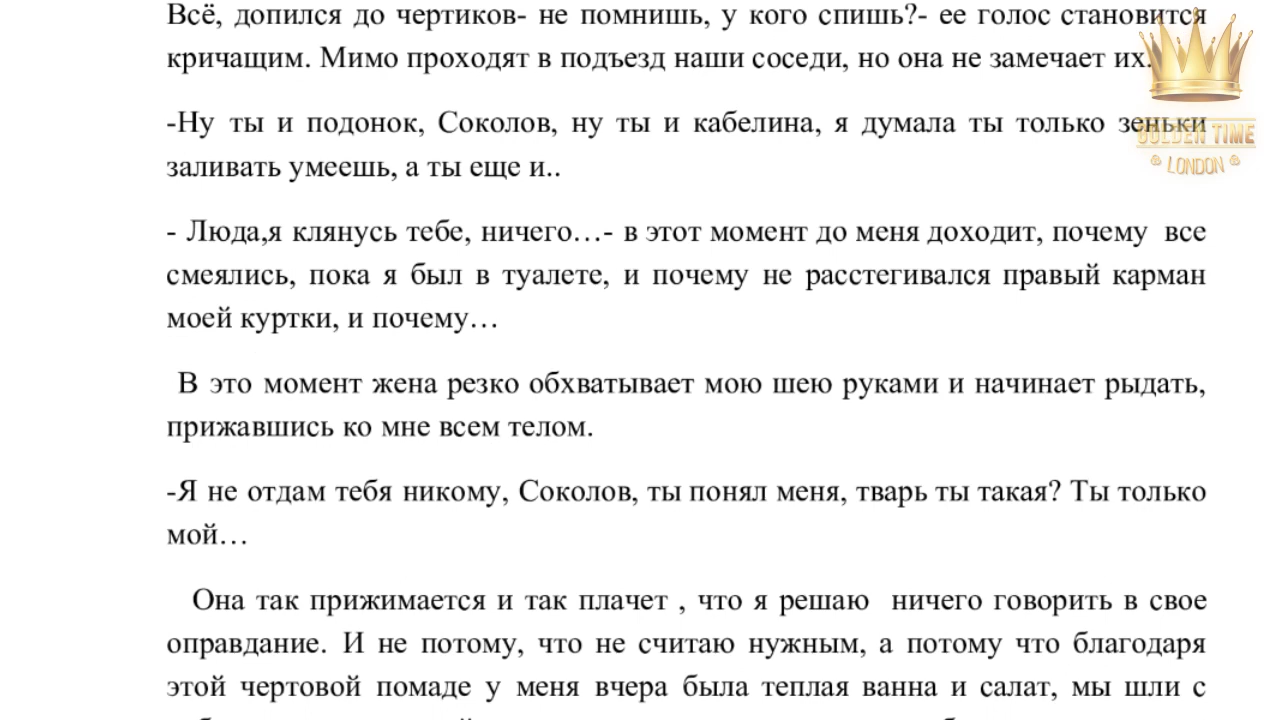 Всё, допился до чертиков- не помнишь, у кого спишь?- ее голос становится
кричащим. Мимо проходят в подъезд наши соседи, но она не замечает их.
-Ну ты и подонок, Соколов, ну ты и кабелина, я думала ты только зеньки
заливать умеешь, а ты еще и..
- Люда,я клянусь тебе, ничего…- в этот момент до меня доходит, почему  все
смеялись, пока я был в туалете, и почему не расстегивался правый карман
моей куртки, и почему…
В это момент жена резко обхватывает мою шею руками и начинает рыдать,
прижавшись ко мне всем телом.
-Я не отдам тебя никому, Соколов, ты понял меня, тварь ты такая? Ты только
мой…
Она так прижимается и так плачет , что я решаю  ничего говорить в свое
оправдание. И не потому, что не считаю нужным, а потому что благодаря
этой чертовой помаде у меня вчера была теплая ванна и салат, мы шли с
GOLDEN TIME
LONDON